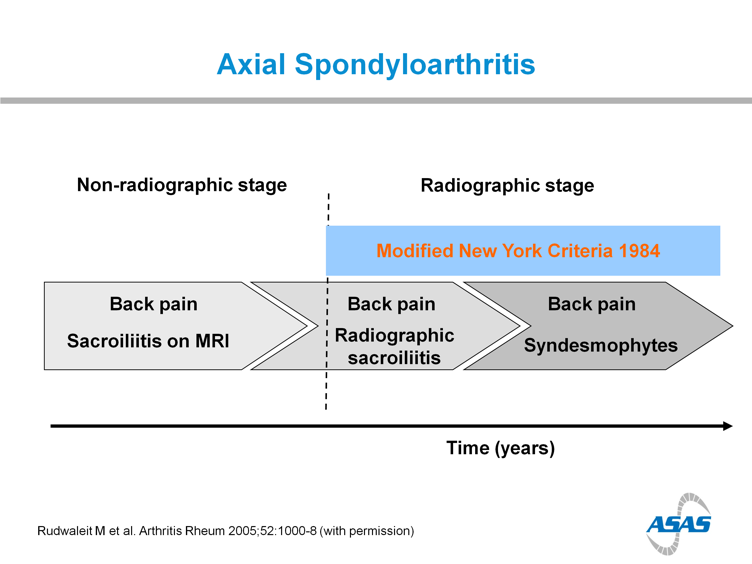 Axial Spondyloarthritis
Non-radiographic stage
Radiographic stage
Modified New York Criteria 1984
Back pain
Sacroiliitis on MRI
Back pain
Radiographic
sacroiliitis
Back pain
Syndesmophytes
Time (years)
Rudwaleit M et al. Arthritis Rheum 2005;52:1000-8 (with permission)
ASAS